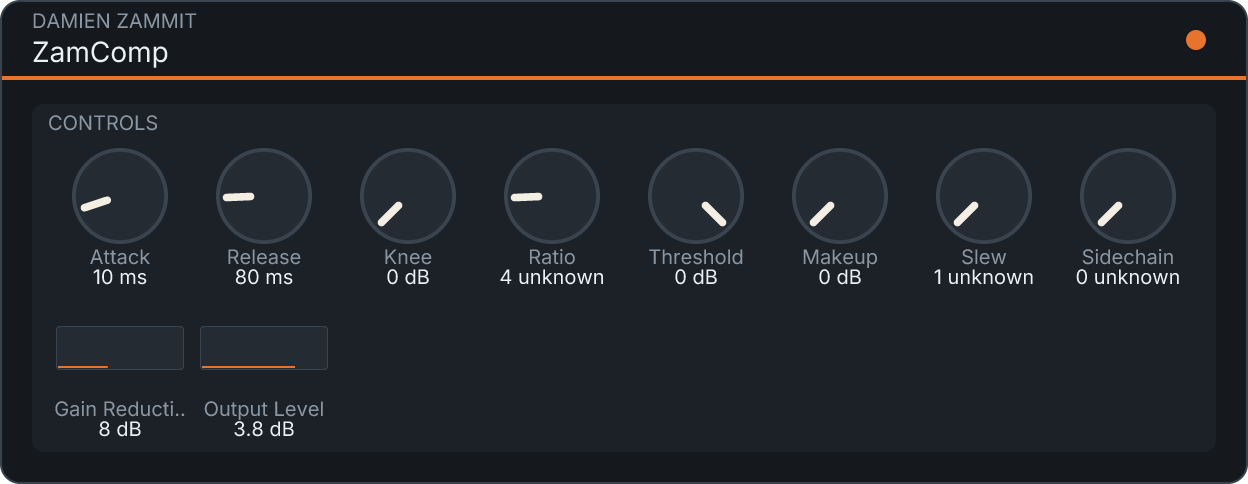 DAMIEN ZAMMIT
ZamComp
CONTROLS
Attack Release Knee Ratio Threshold Makeup Slew Sidechain
10 ms 80 ms 0 dB 4 unknown 0 dB 0 dB 1 unknown 0 unknown
Gain Reducti.. Output Level
8 dB 3.8 dB